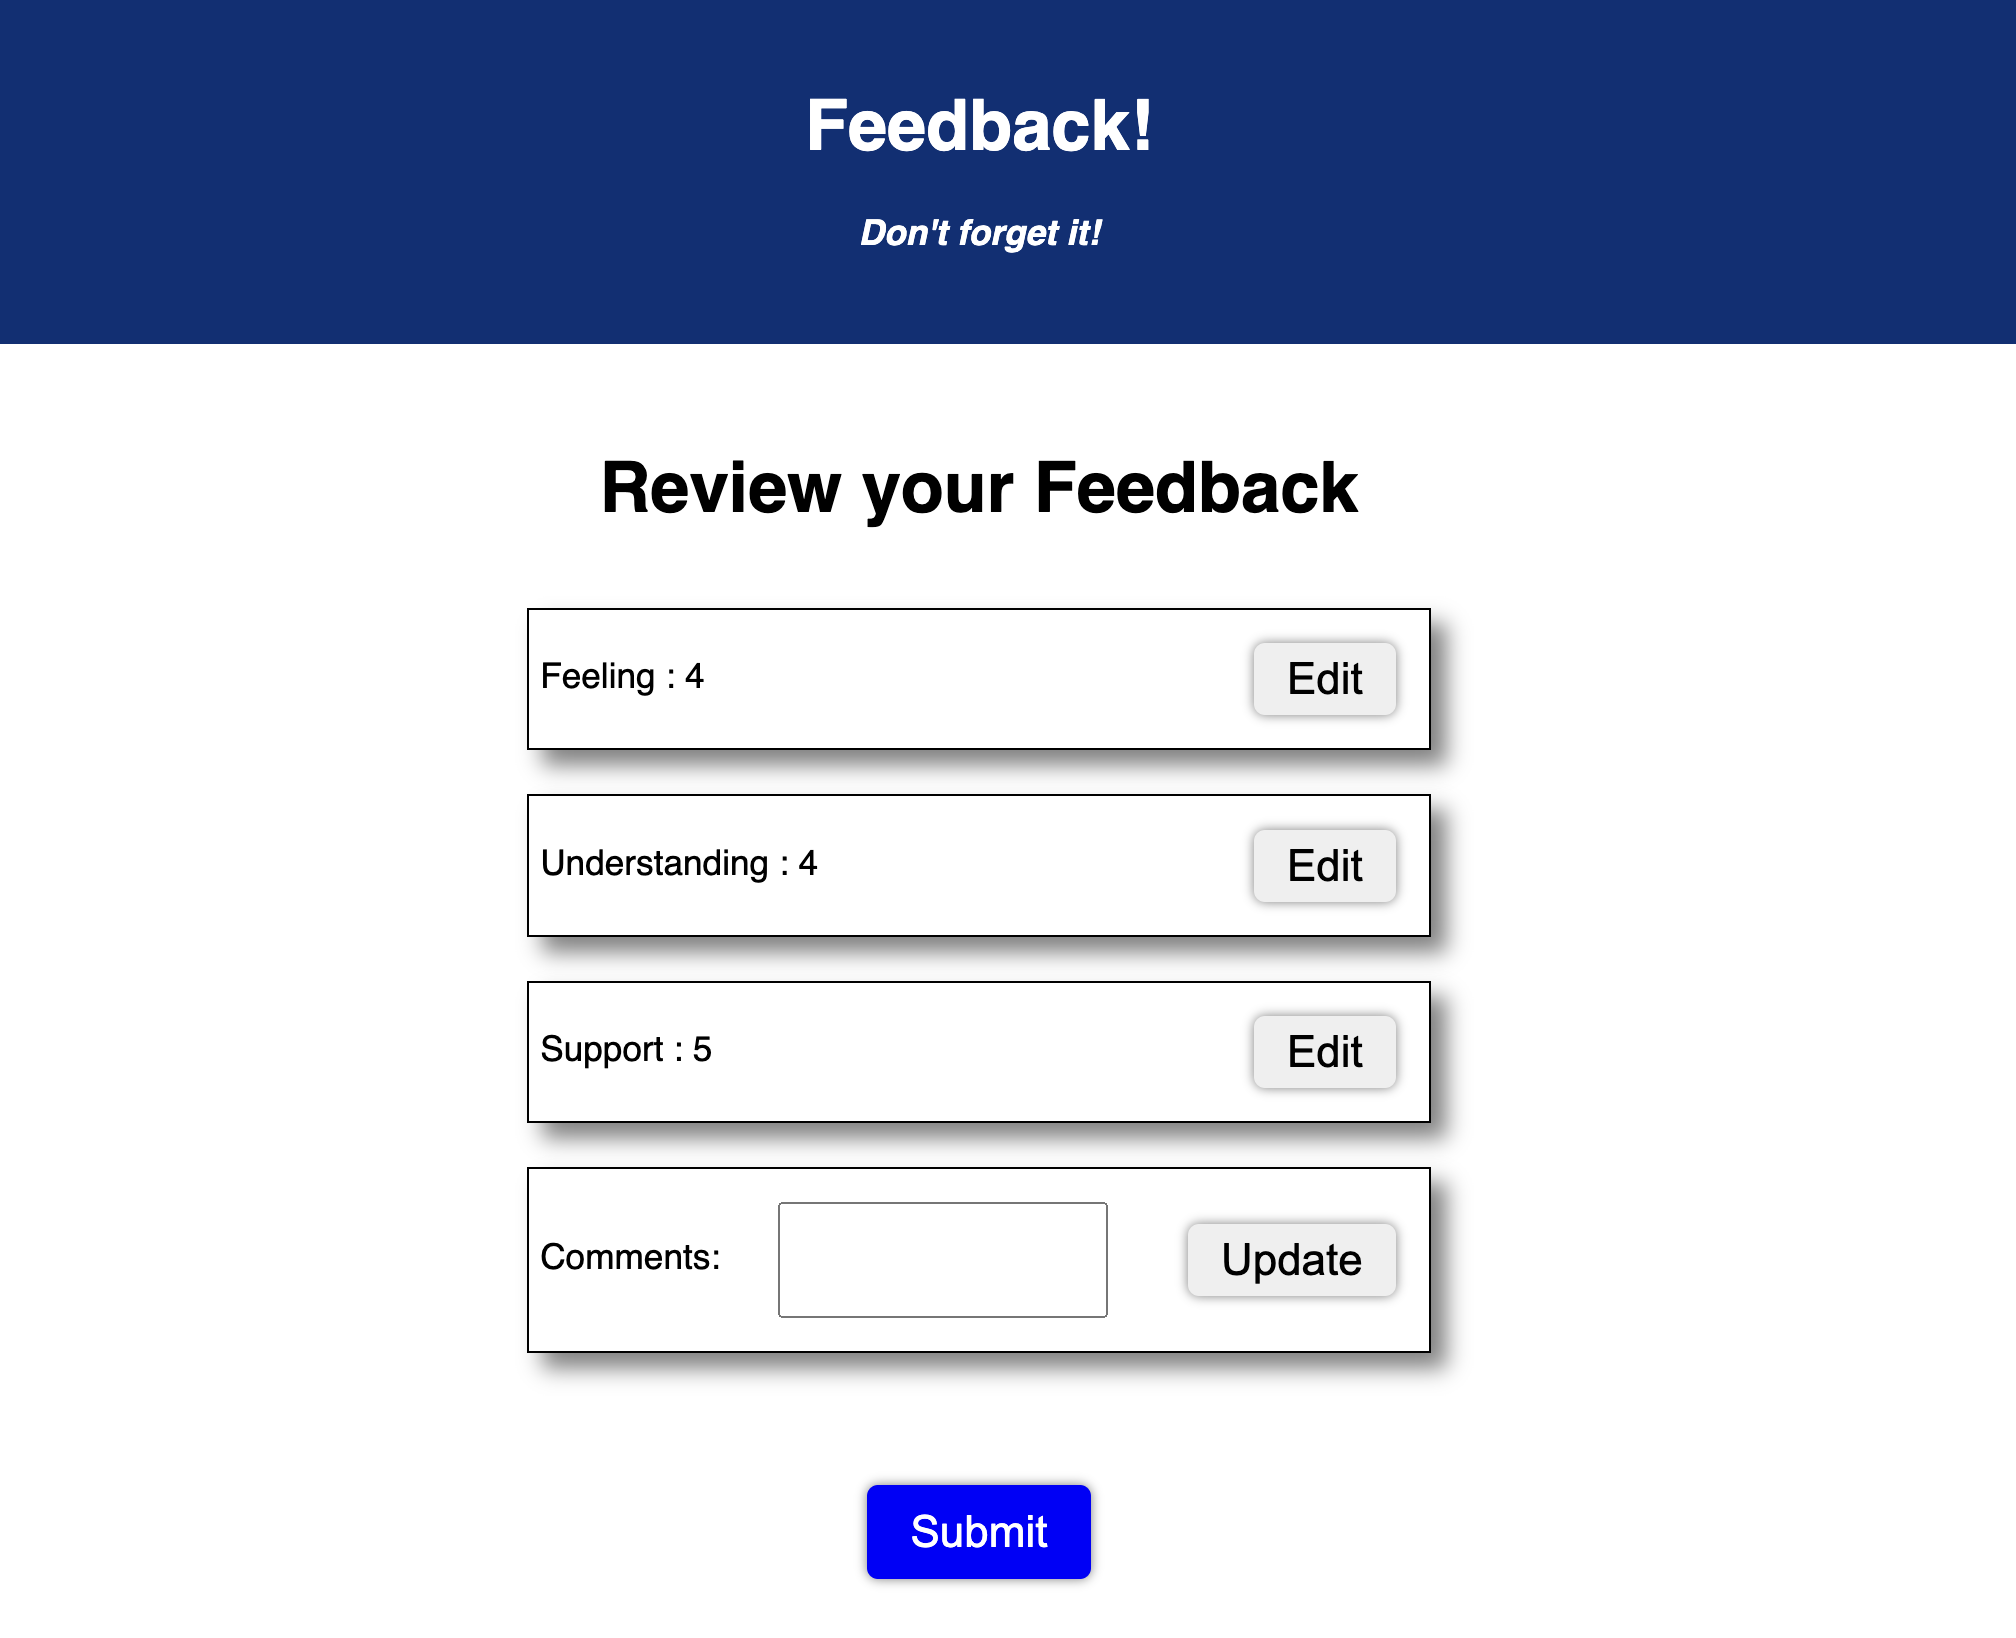 Feedback!
Don't forget it!
Review your Feedback
Feeling : 4 Edit
Understanding : 4 Edit
Support : 5 Edit
Comments: Update
Submit